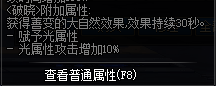 <破晓>附加属性:
获得善变的大自然效果,效果持续30秒。
- 赋予光属性
- 光属性攻击增加10%
查看普通属性(F8)